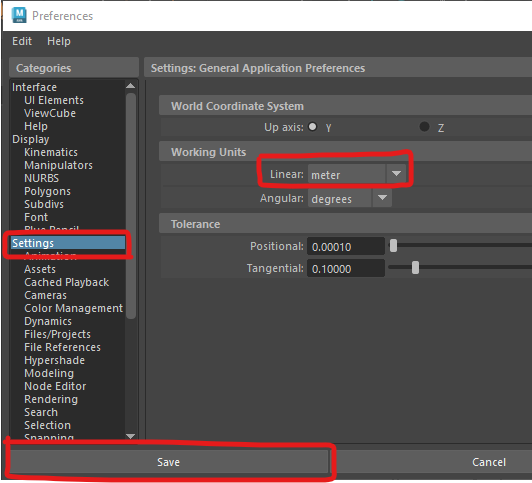 Preferences
Edit Help
Categories
Interface
UI Elements
ViewCube
Help
Display
Kinematics
Manipulators
NURBS
Polygons
Subdivs
Font
Blue Pencil
Settings
Animation
Assets
Cached Playback
Cameras
Color Management
Dynamics
Files/Projects
File References
Hypershade
Modeling
Node Editor
Rendering
Search
Selection
Snapping
Settings: General Application Preferences
World Coordinate System
Up axis: Y Z
Working Units
Linear: meter
Angular: degrees
Tolerance
Positional: 0.00010
Tangential: 0.10000
Save Cancel